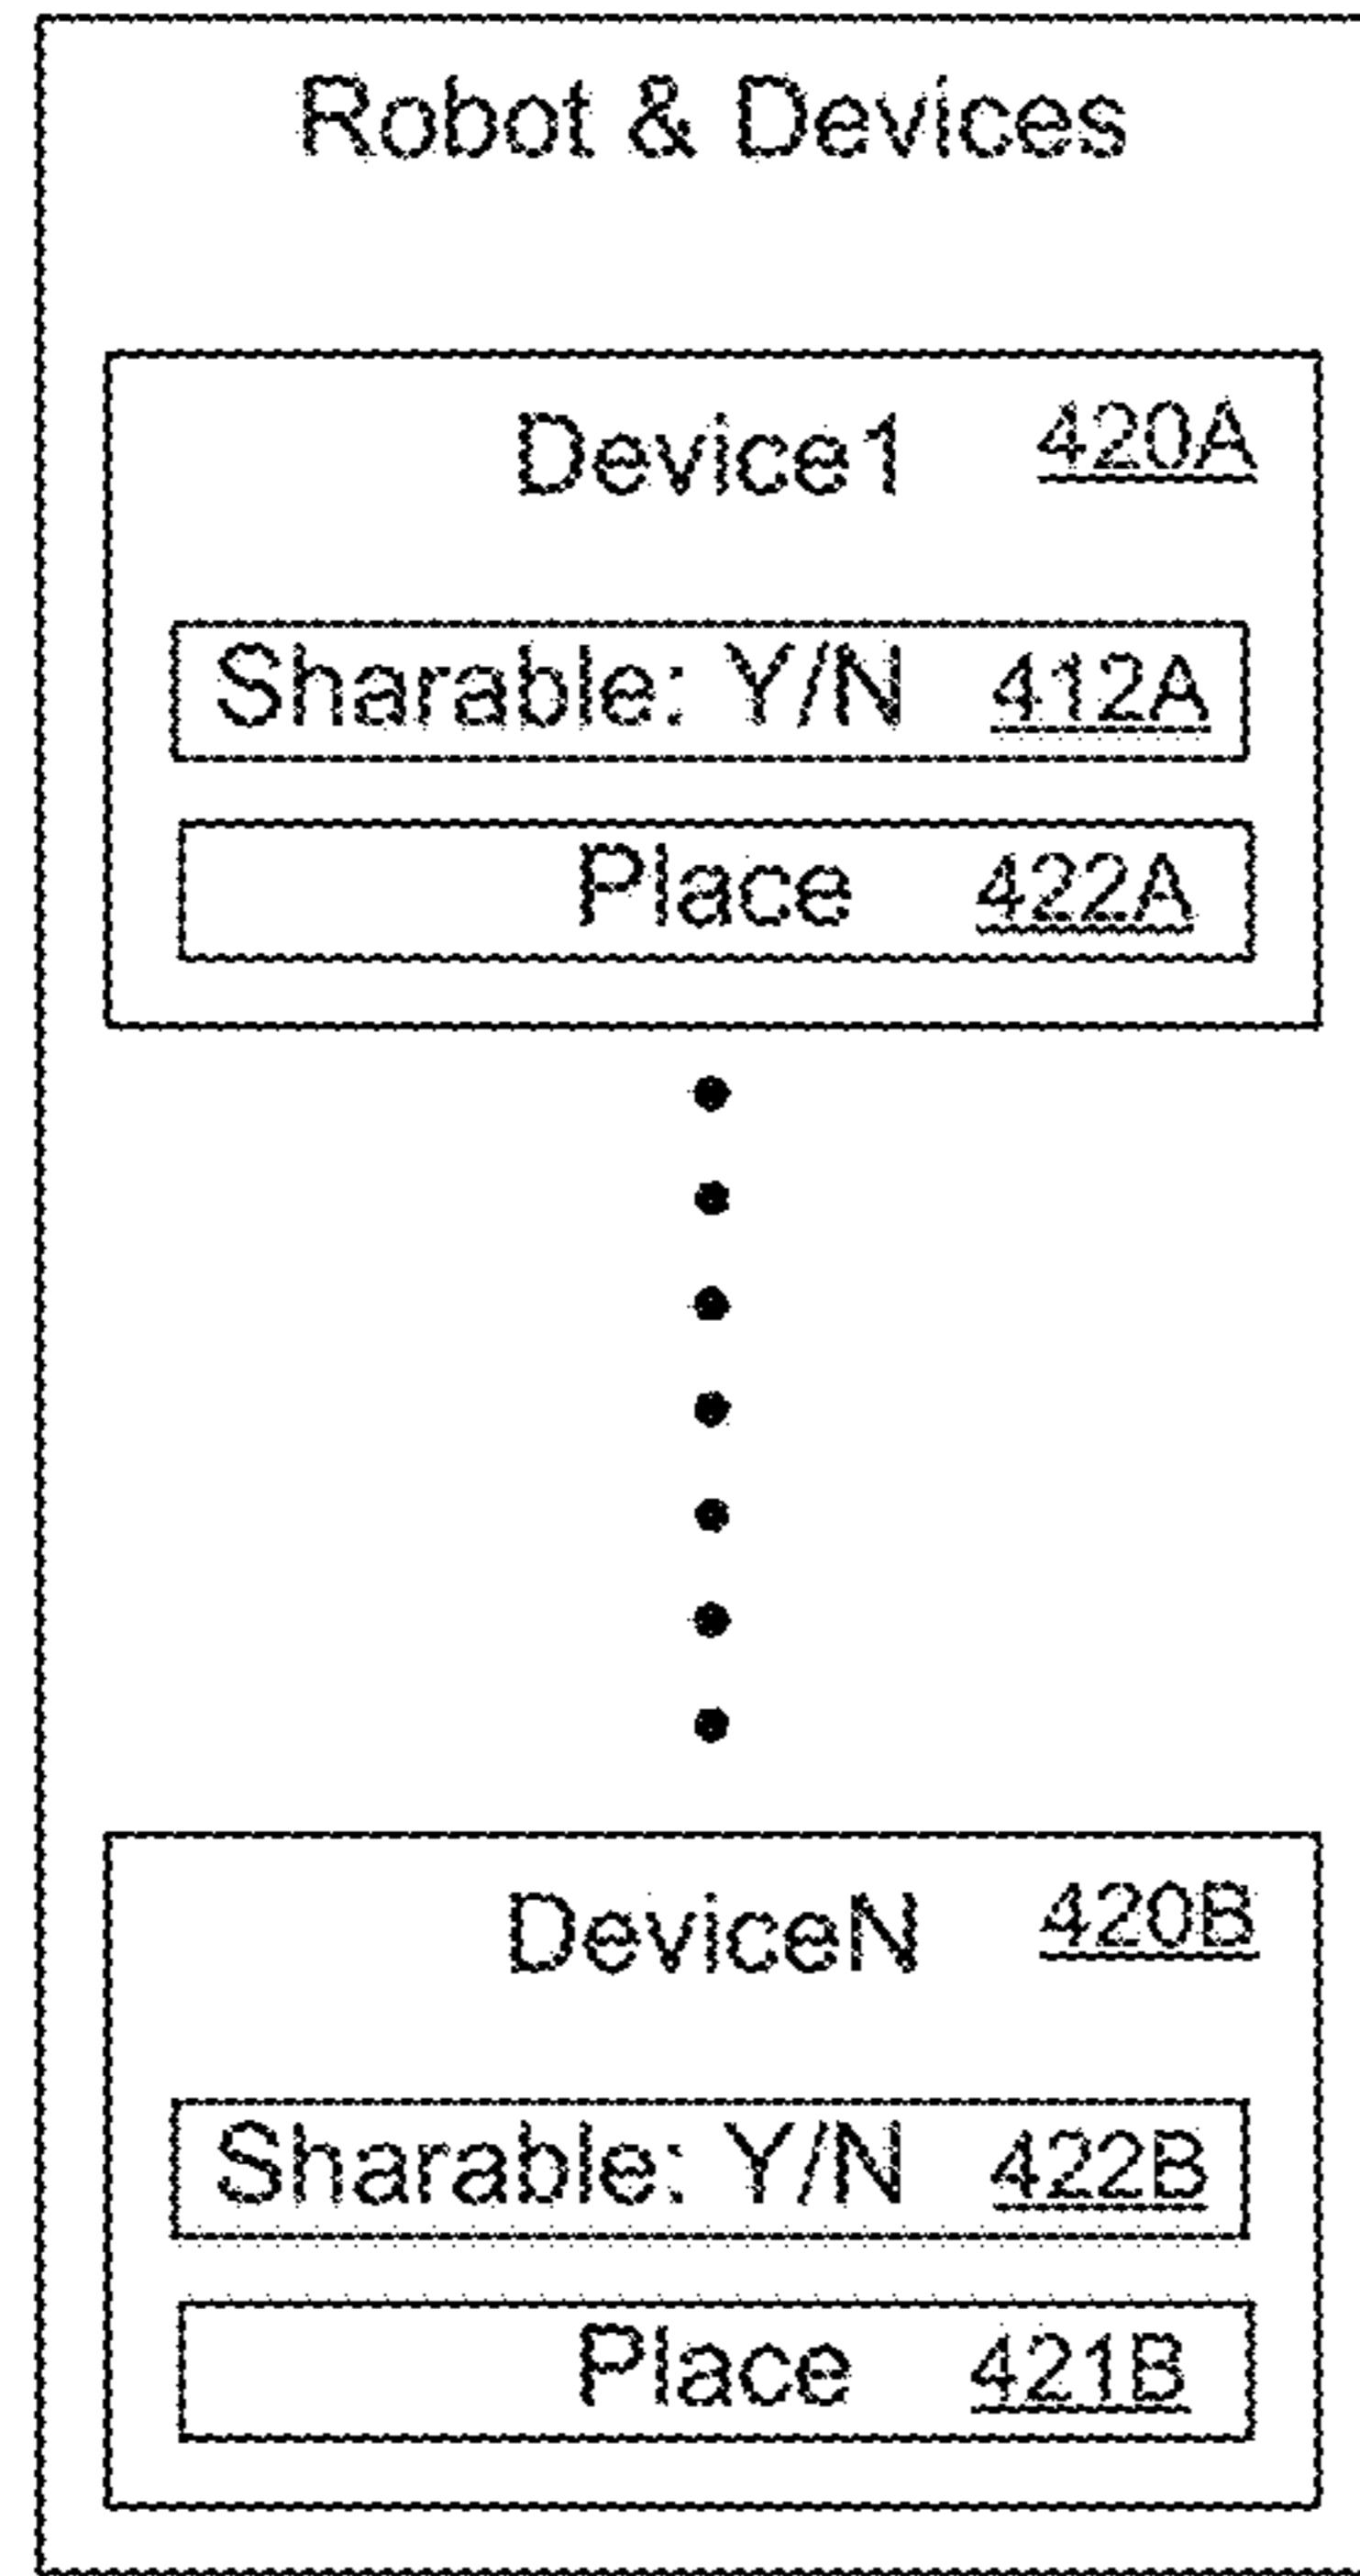 Robot & Devices
Device1 420A
Sharable: Y/N 412A
Place 422A
DeviceN 420B
Sharable: Y/N 422B
Place 421B